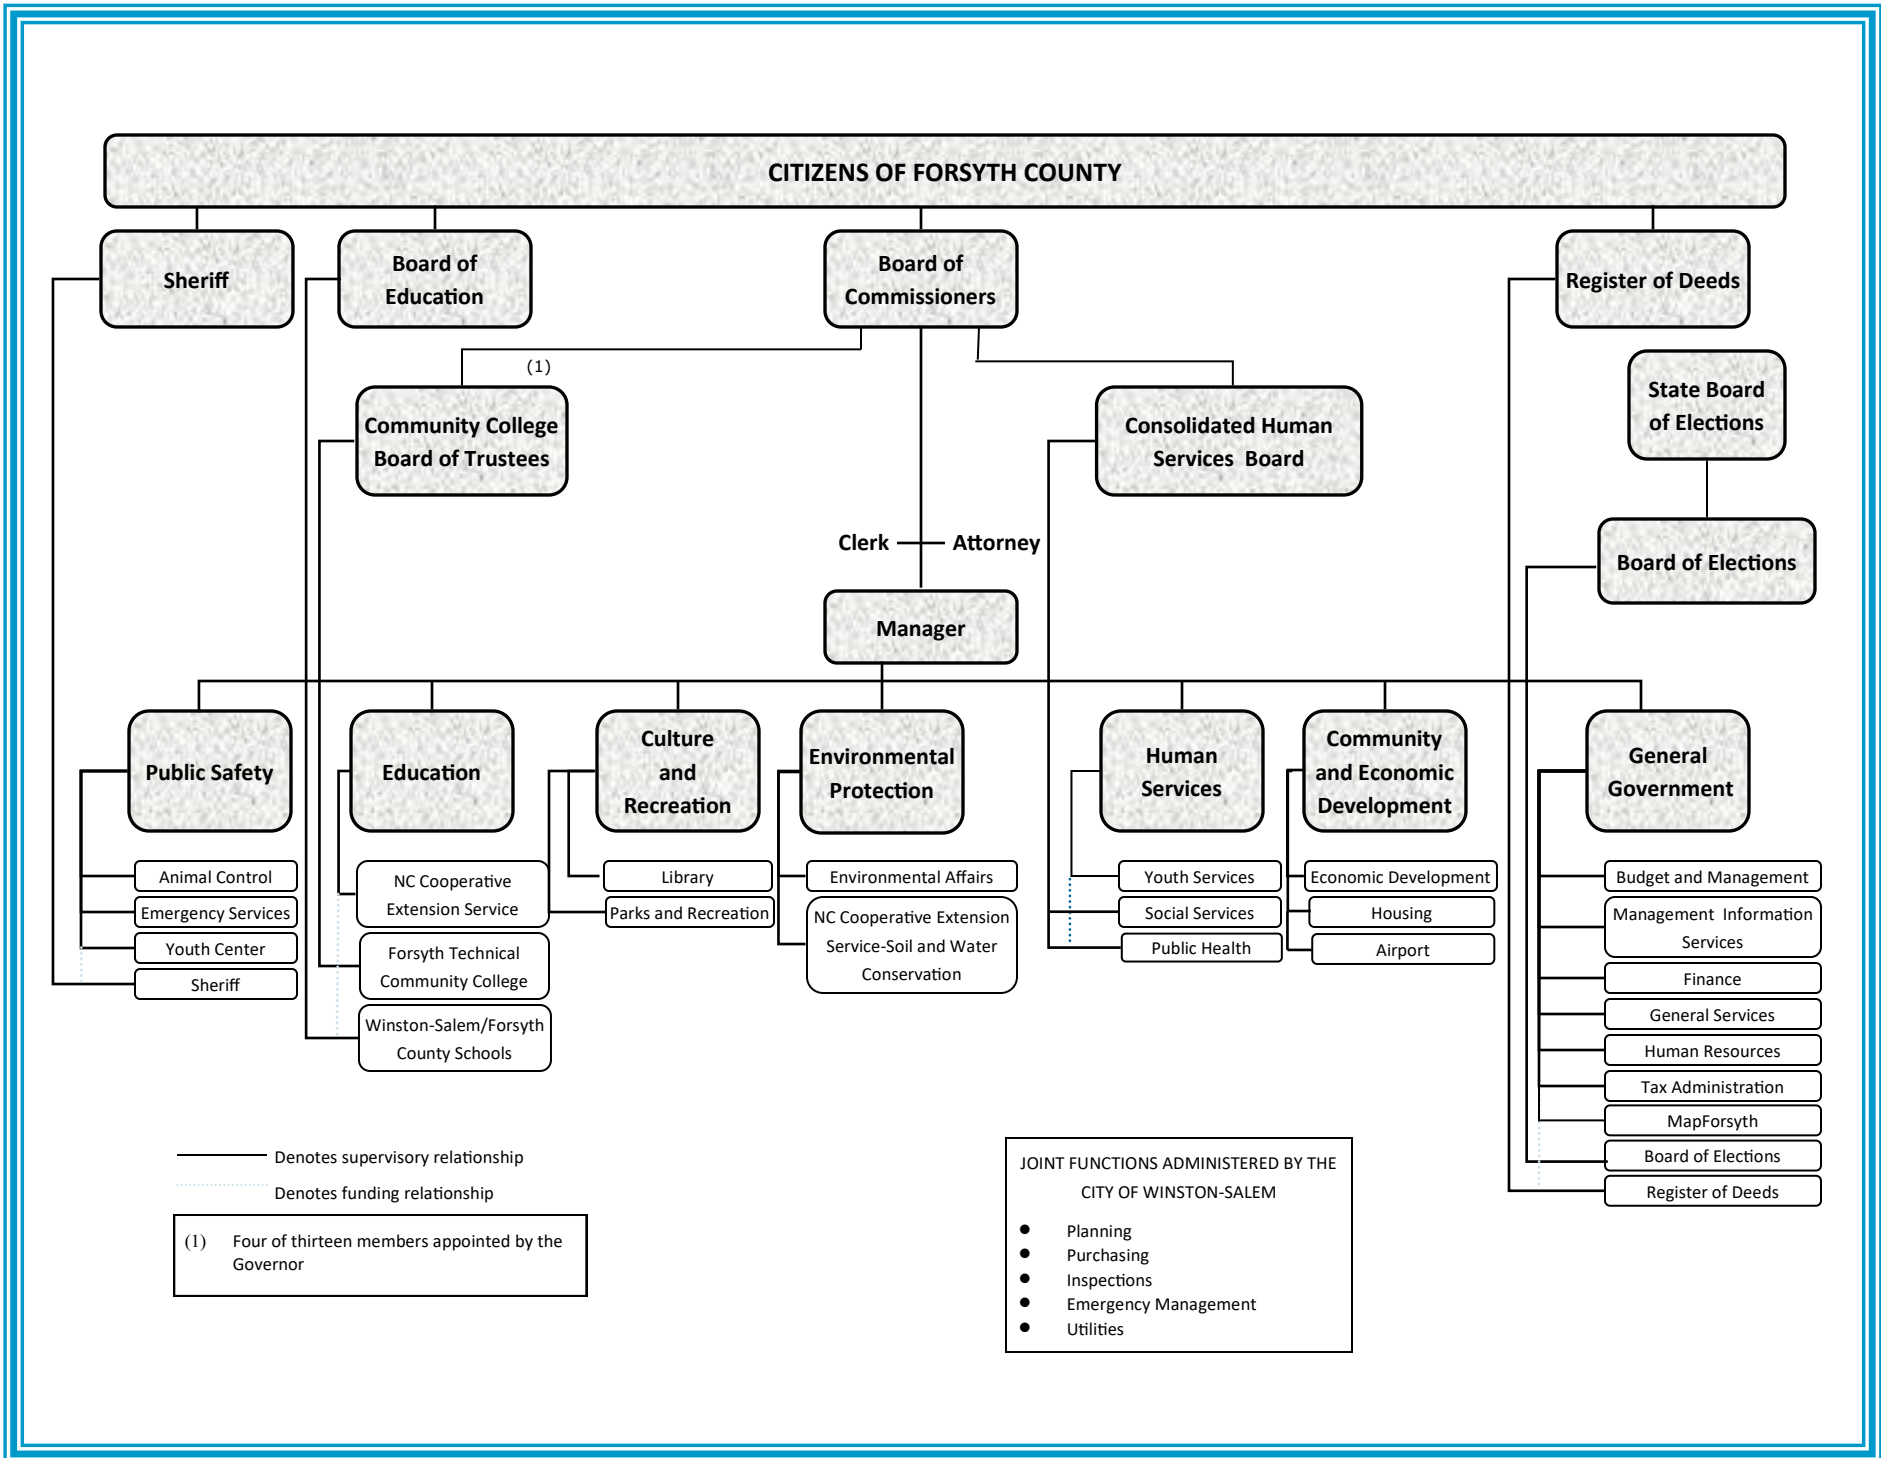 CITIZENS OF FORSYTH COUNTY
Sheriff
Board of
Education
Board of
Commissioners
Register of Deeds
(1)
Community College
Board of Trustees
Consolidated Human
Services Board
State Board
of Elections
Clerk
Attorney
Board of Elections
Manager
Public Safety
Education
Culture
and
Recreation
Environmental
Protection
Human
Services
Community
and Economic
Development
General
Government
Animal Control
Emergency Services
Youth Center
Sheriff
NC Cooperative
Extension Service
Forsyth Technical
Community College
Winston-Salem/Forsyth
County Schools
Library
Parks and Recreation
Environmental Affairs
NC Cooperative Extension
Service-Soil and Water
Conservation
Youth Services
Social Services
Public Health
Economic Development
Housing
Airport
Budget and Management
Management Information
Services
Finance
General Services
Human Resources
Tax Administration
MapForsyth
Board of Elections
Register of Deeds
Denotes supervisory relationship
Denotes funding relationship
(1) Four of thirteen members appointed by the
Governor
JOINT FUNCTIONS ADMINISTERED BY THE
CITY OF WINSTON-SALEM
● Planning
● Purchasing
● Inspections
● Emergency Management
● Utilities